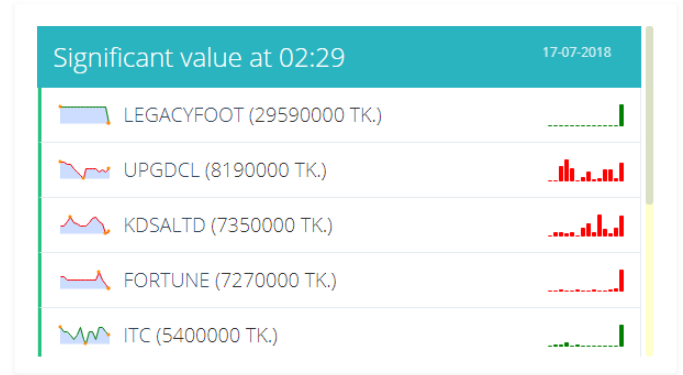 Significant value at 02:29
17-07-2018
LEGACYFOOT (29590000 TK.)
UPGDCL (8190000 TK.)
KDSALTD (7350000 TK.)
FORTUNE (7270000 TK.)
ITC (5400000 TK.)